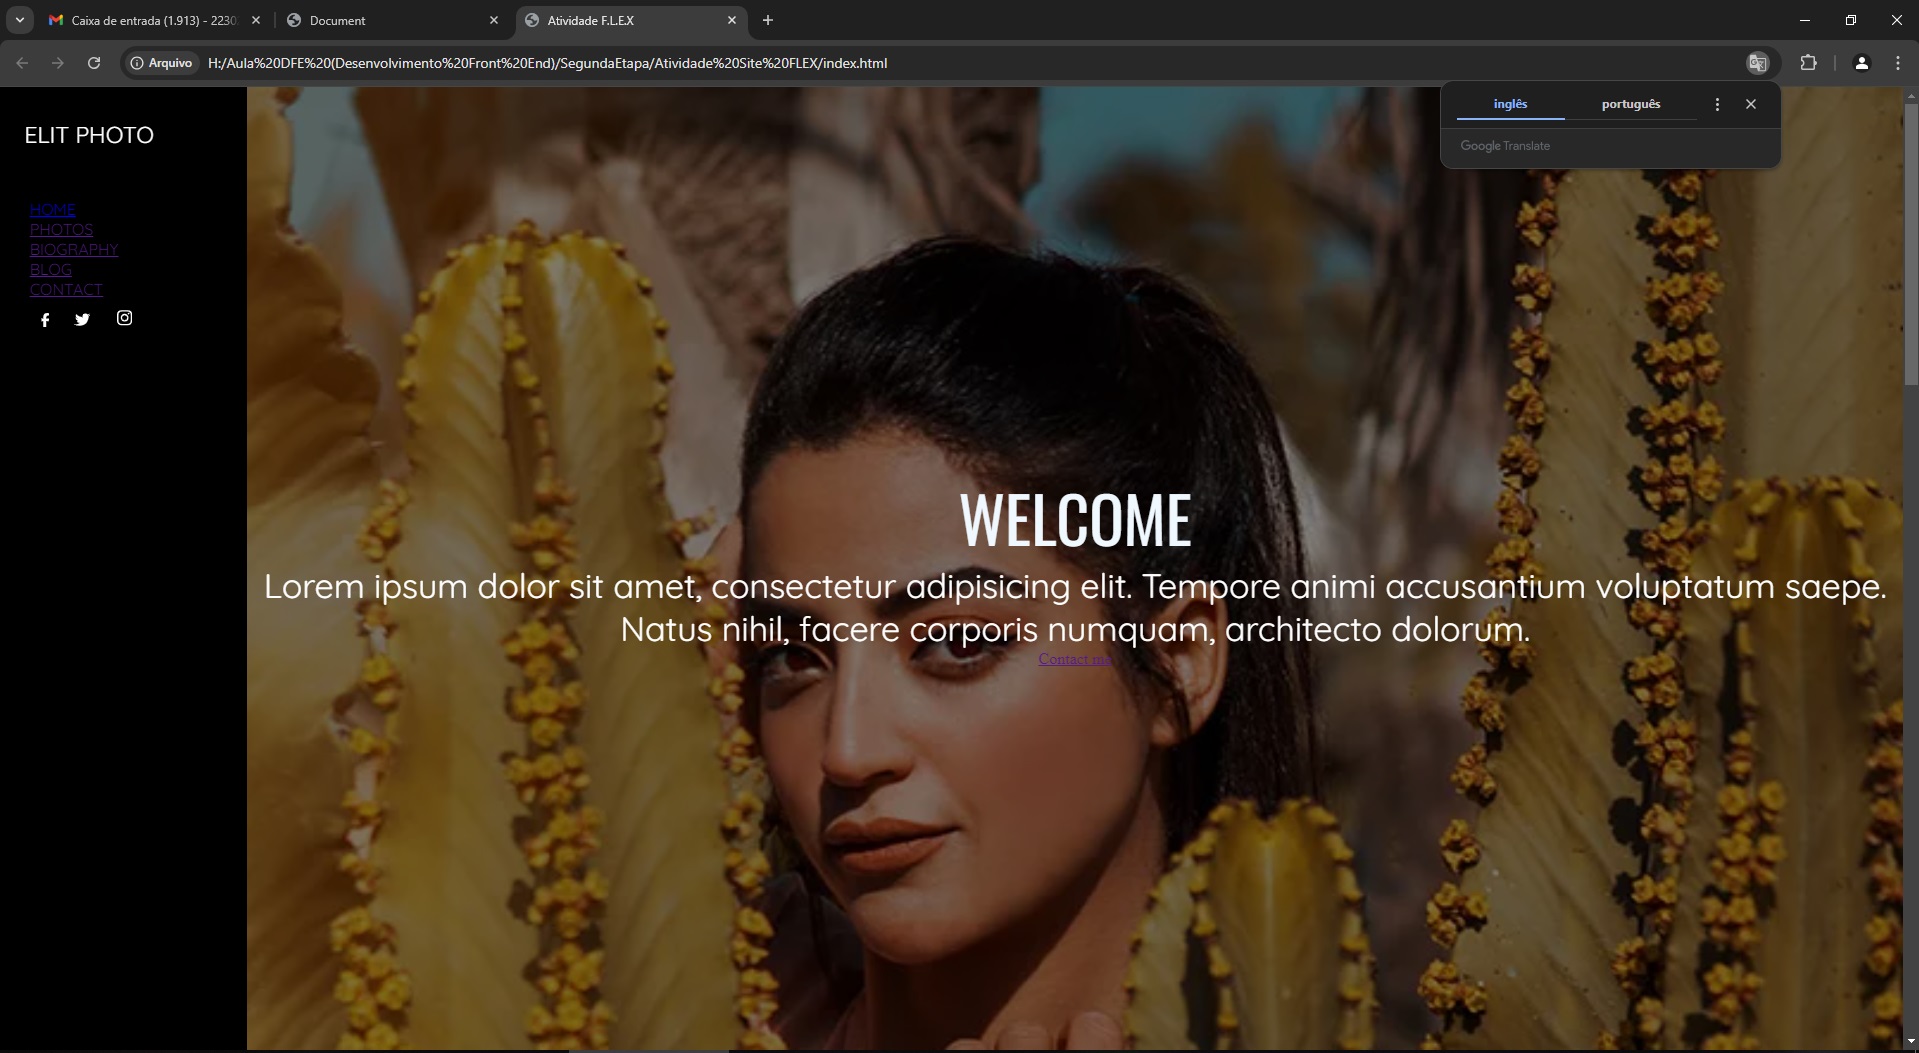 Caixa de entrada (1.913) - 2230
Document
Atividade F.L.E.X
Arquivo
H:/Aula%20DFE%20(Desenvolvimento%20Front%20End)/SegundaEtapa/Atividade%20Site%20FLEX/index.html
inglês
português
Google Translate
ELIT PHOTO
HOME
PHOTOS
BIOGRAPHY
BLOG
CONTACT
WELCOME
Lorem ipsum dolor sit amet, consectetur adipisicing elit. Tempore animi accusantium voluptatum saepe.
Natus nihil, facere corporis numquam, architecto dolorum.
Contact me